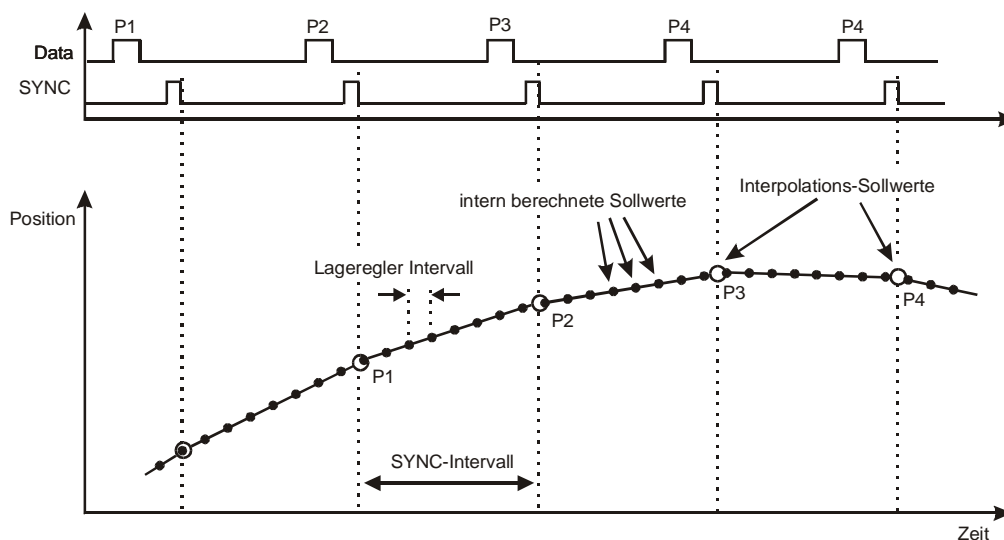 P1 P2 P3 P4 P4
Data
SYNC
Position
intern berechnete Sollwerte
Interpolations-Sollwerte
Lageregler Intervall
P1
P2
P3
P4
SYNC-Intervall
Zeit